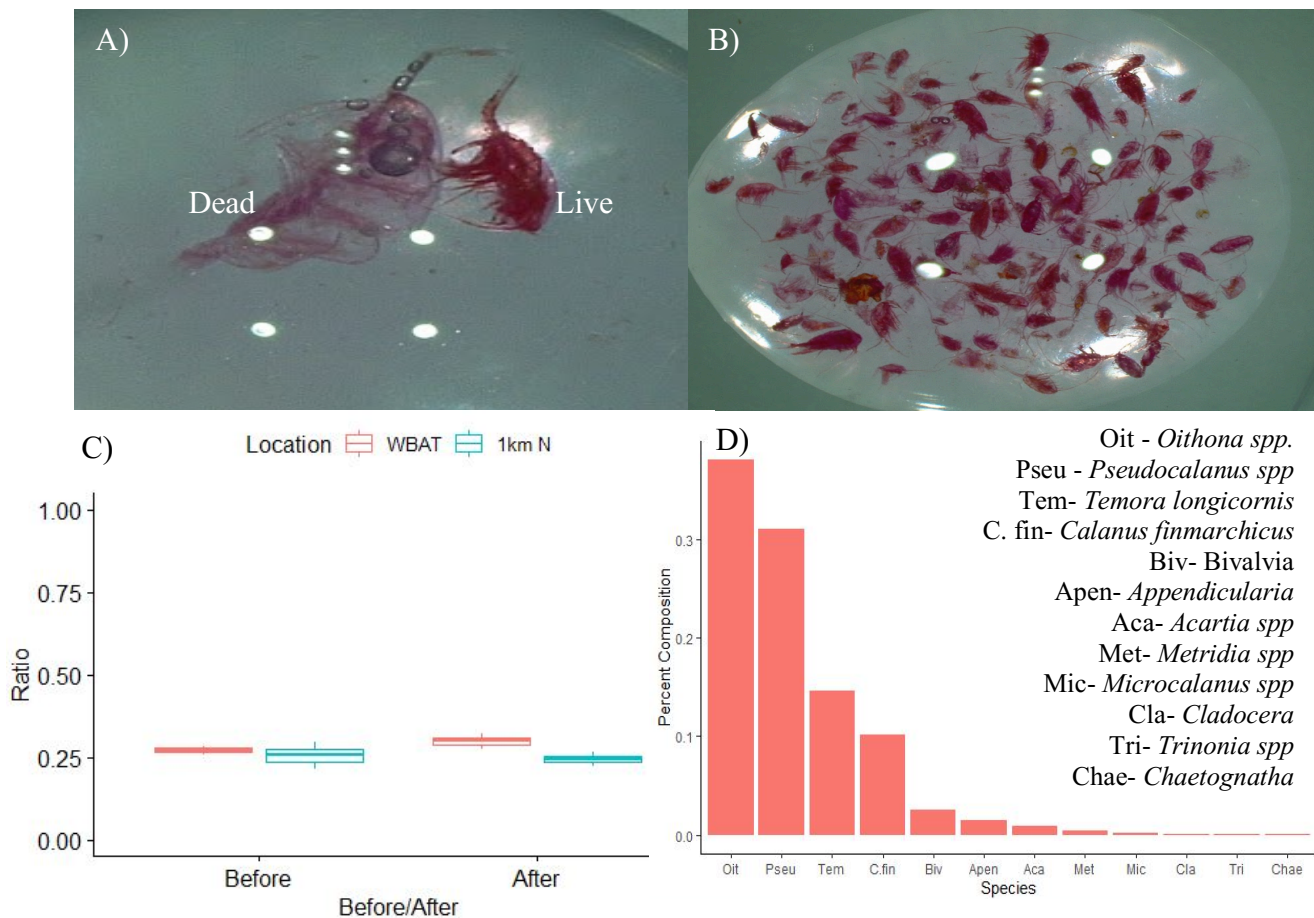 A)
Dead
Live
B)
C)
Location WBAT 1km N
1.00
0.75
0.50
0.25
0.00
Ratio
Before After
Before/After
D)
Oit - Oithona spp.
Pseu - Pseudocalanus spp
Tem- Temora longicornis
C. fin- Calanus finmarchicus
Biv- Bivalvia
Apen- Appendicularia
Aca- Acartia spp
Met- Metridia spp
Mic- Microcalanus spp
Cla- Cladocera
Tri- Trinonia spp
Chae- Chaetognatha
0.3
0.2
0.1
0.0
Percent Composition
Oit Pseu Tem C.fin Biv Apen Aca Met Mic Cla Tri Chae
Species